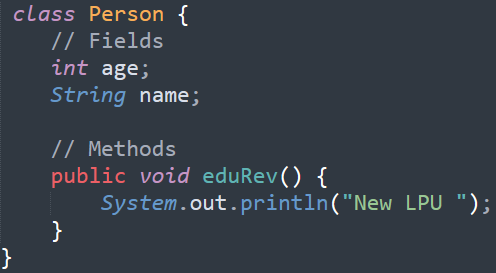 class Person {
// Fields
int age;
String name;
// Methods
public void eduRev() {
System.out.println("New LPU ");
}
}